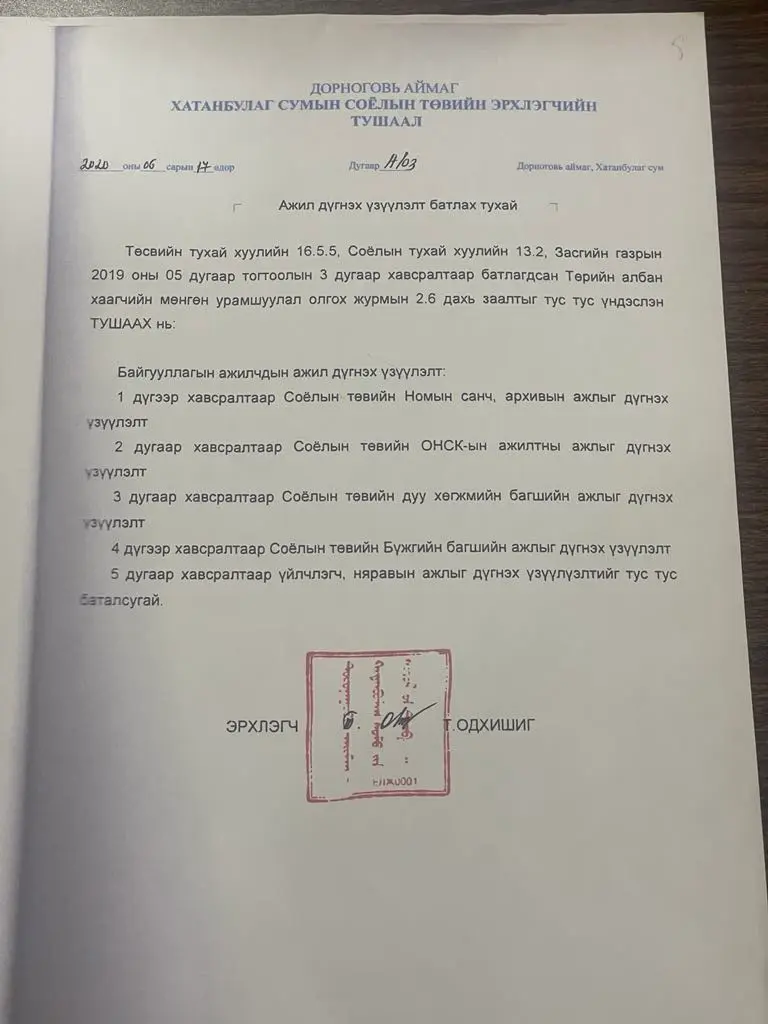 5
ДОРНОГОВЬ АЙМАГ
ХАТАНБУЛАГ СУМЫН СОЁЛЫН ТӨВИЙН ЭРХЛЭГЧИЙН
ТУШААЛ
2020 оны 06 сарын 17 өдөр Дугаар А/03 Дорноговь аймаг, Хатанбулаг сум
Ажил дүгнэх үзүүлэлт батлах тухай
Төсвийн тухай хуулийн 16.5.5, Соёлын тухай хуулийн 13.2, Засгийн газрын
2019 оны 05 дугаар тогтоолын 3 дугаар хавсралтаар батлагдсан Төрийн албан
хаагчийн мөнгөн урамшуулал олгох журмын 2.6 дахь заалтыг тус тус үндэслэн
ТУШААХ нь:
Байгууллагын ажилчдын ажил дүгнэх үзүүлэлт:
1 дүгээр хавсралтаар Соёлын төвийн Номын санч, архивын ажлыг дүгнэх
үзүүлэлт
2 дугаар хавсралтаар Соёлын төвийн ОНСК-ын ажилтны ажлыг дүгнэх
үзүүлэлт
3 дугаар хавсралтаар Соёлын төвийн дуу хөгжмийн багшийн ажлыг дүгнэх
үзүүлэлт
4 дүгээр хавсралтаар Соёлын төвийн Бүжгийн багшийн ажлыг дүгнэх үзүүлэлт
5 дугаар хавсралтаар үйлчлэгч, няравын ажлыг дүгнэх үзүүлүэлтийг тус тус
баталсугай.
ЭРХЛЭГЧ Т.ОДХИШИГ